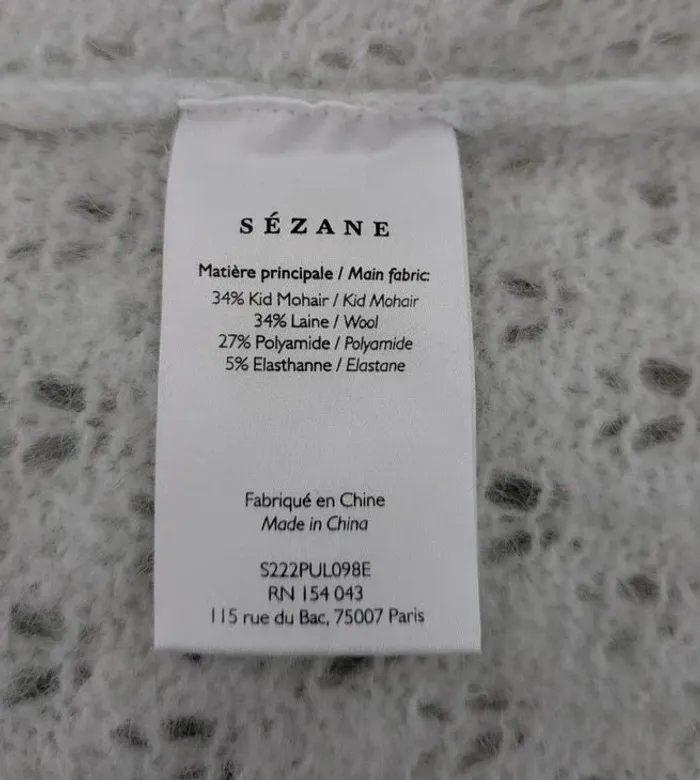 SÉZANE
Matière principale / Main fabric:
34% Kid Mohair / Kid Mohair
34% Laine / Wool
27% Polyamide / Polyamide
5% Elasthanne / Elastane
Fabriqué en Chine
Made in China
S222PUL098E
RN 154 043
115 rue du Bac, 75007 Paris